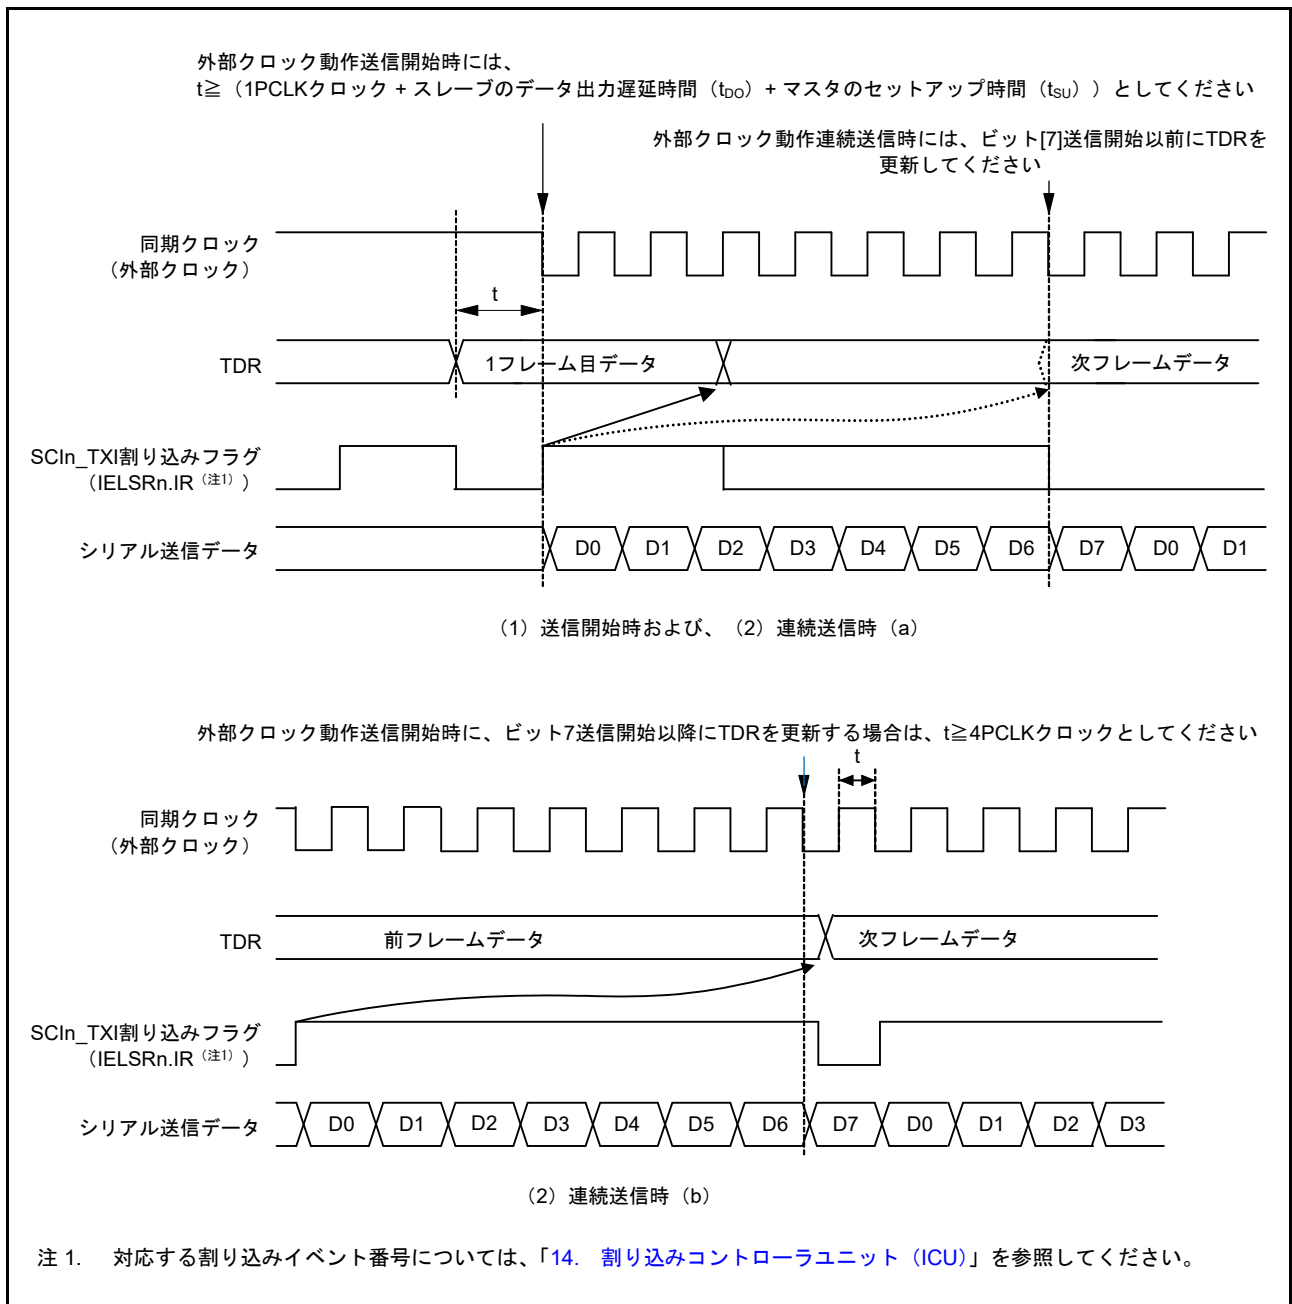 外部クロック動作送信開始時には、
t≧（1PCLKクロック + スレーブのデータ出力遅延時間（tDO）+ マスタのセットアップ時間（tSU））としてください
外部クロック動作連続送信時には、ビット[7]送信開始以前にTDRを
更新してください
同期クロック
（外部クロック）
t
TDR
1フレーム目データ
次フレームデータ
SCIn_TXI割り込みフラグ
（IELSRn.IR（注1））
シリアル送信データ
D0 D1 D2 D3 D4 D5 D6 D7 D0 D1
（1）送信開始時および、（2）連続送信時（a）
外部クロック動作送信開始時に、ビット7送信開始以降にTDRを更新する場合は、t≧4PCLKクロックとしてください
t
同期クロック
（外部クロック）
TDR
前フレームデータ
次フレームデータ
SCIn_TXI割り込みフラグ
（IELSRn.IR（注1））
シリアル送信データ
D0 D1 D2 D3 D4 D5 D6 D7 D0 D1 D2 D3
（2）連続送信時（b）
注 1. 対応する割り込みイベント番号については、「14. 割り込みコントローラユニット（ICU）」を参照してください。